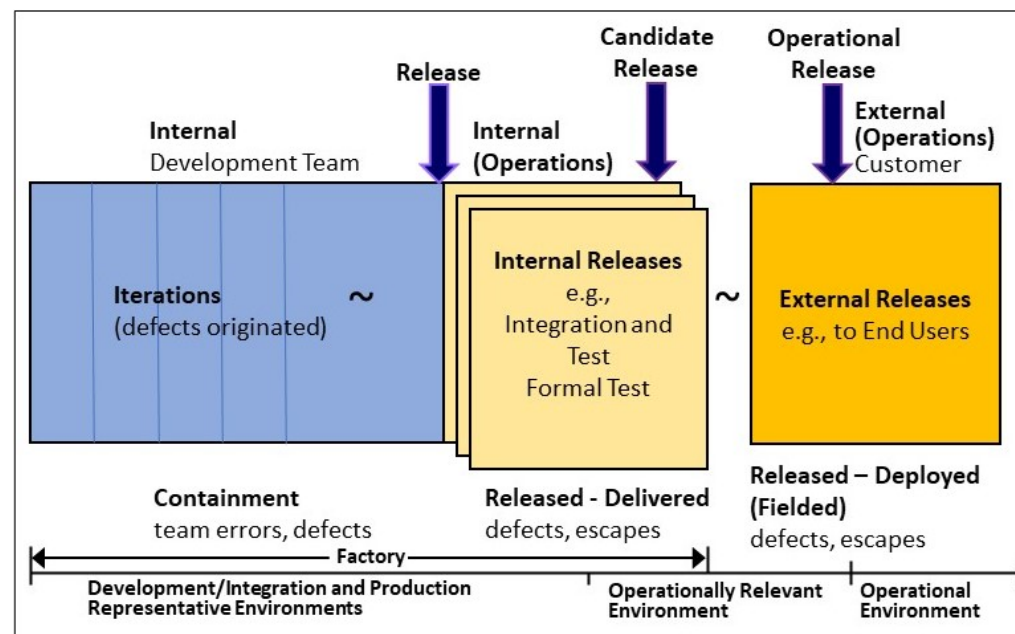 Candidate
Release
Operational
Release
Release
Internal
Development Team
Internal
(Operations)
External
(Operations)
Customer
Iterations
(defects originated)
~
Internal Releases
e.g.,
Integration and
Test
Formal Test
~
External Releases
e.g., to End Users
Containment
team errors, defects
Released - Delivered
defects, escapes
Released – Deployed
(Fielded)
defects, escapes
Factory
Development/Integration and Production
Representative Environments
Operationally Relevant
Environment
Operational
Environment